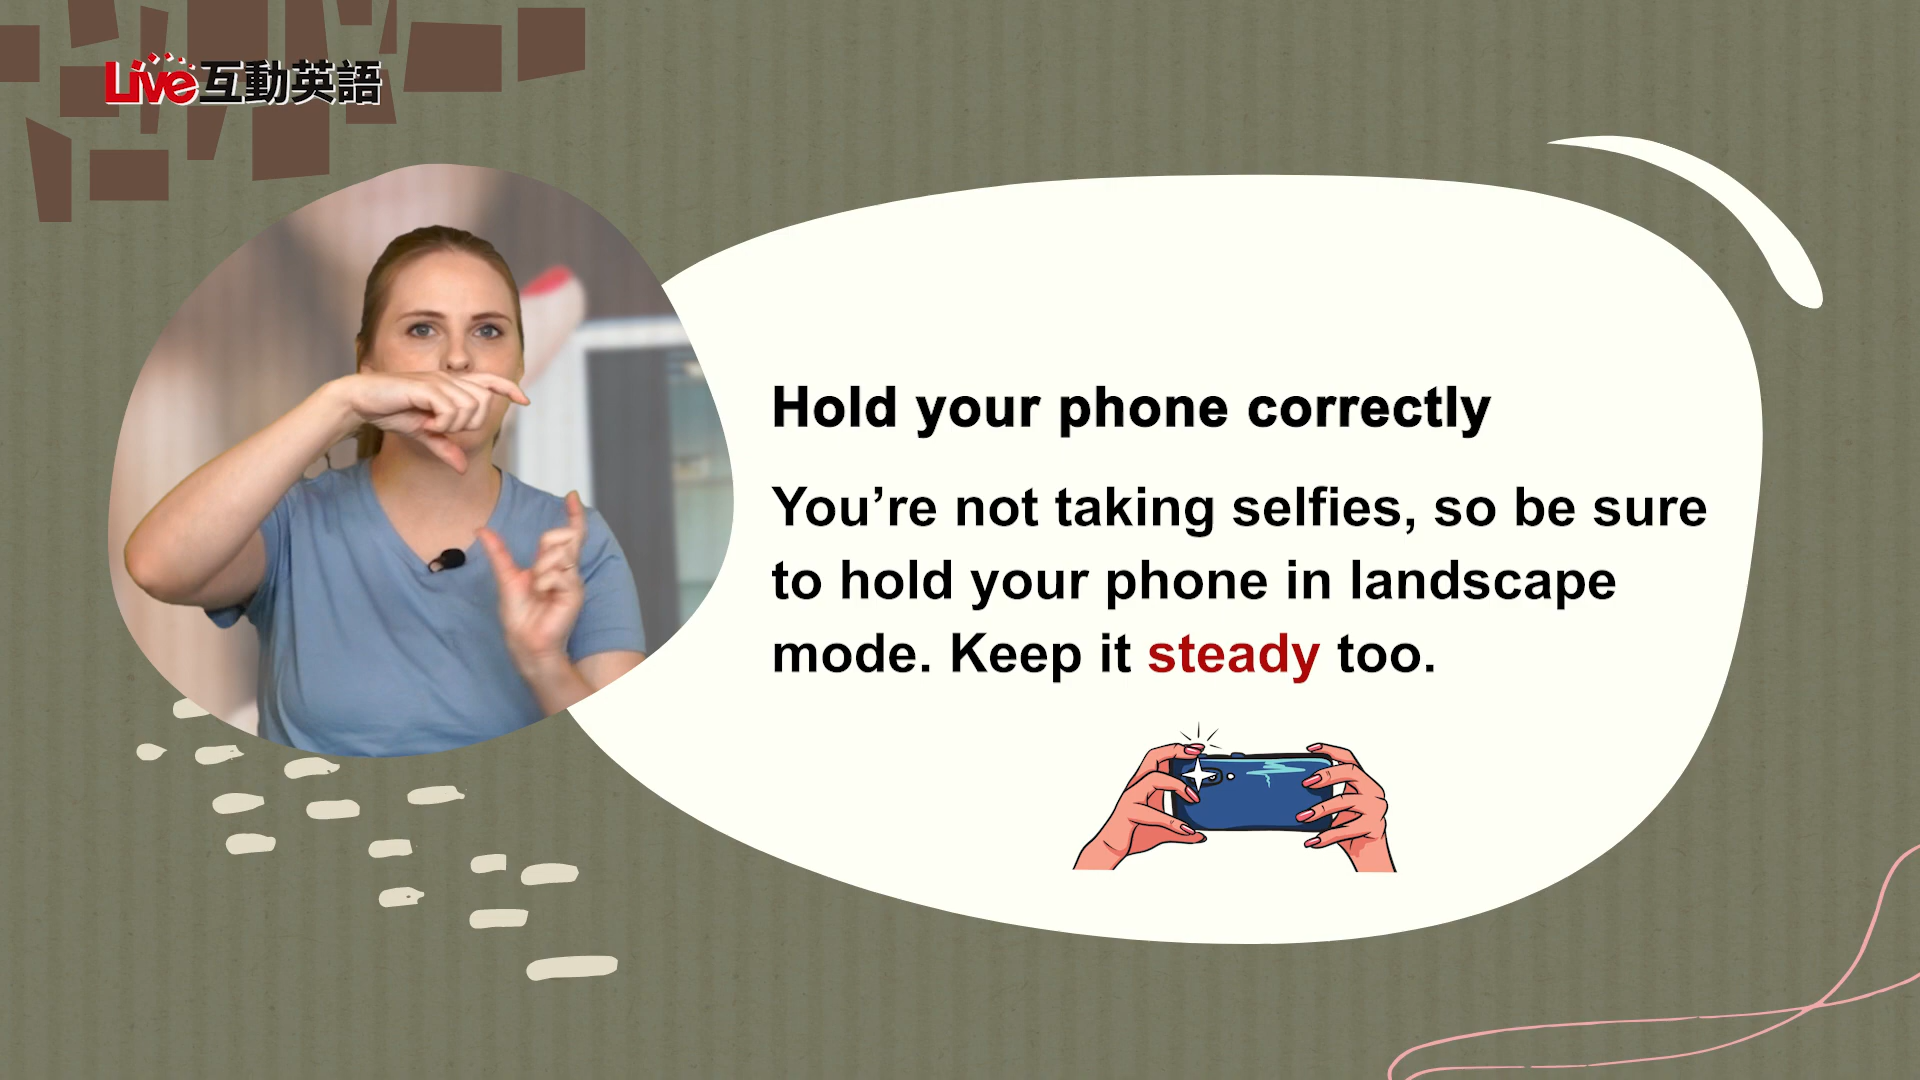 Live互動英語
Hold your phone correctly
You’re not taking selfies, so be sure
to hold your phone in landscape
mode. Keep it steady too.